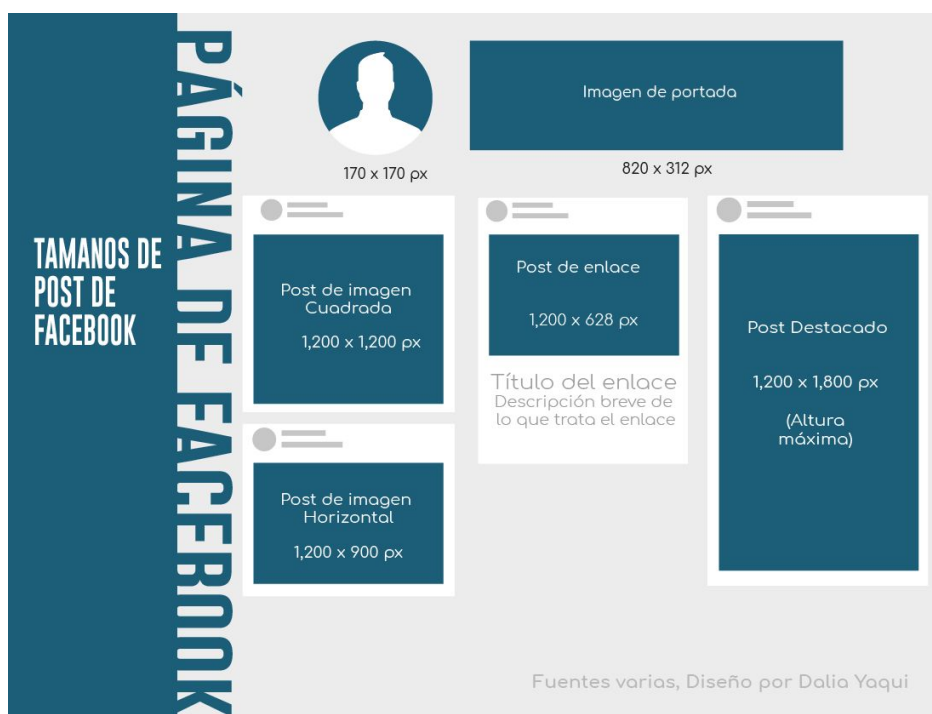 PÁGINA DE FACEBOOK
TAMANOS DE
POST DE
FACEBOOK
170 x 170 px
Imagen de portada
820 x 312 px
Post de imagen
Cuadrada
1,200 x 1,200 px
Post de enlace
1,200 x 628 px
Título del enlace
Descripción breve de
lo que trata el enlace
Post Destacado
1,200 x 1,800 px
(Altura
máxima)
Post de imagen
Horizontal
1,200 x 900 px
Fuentes varias, Diseño por Dalia Yaqui